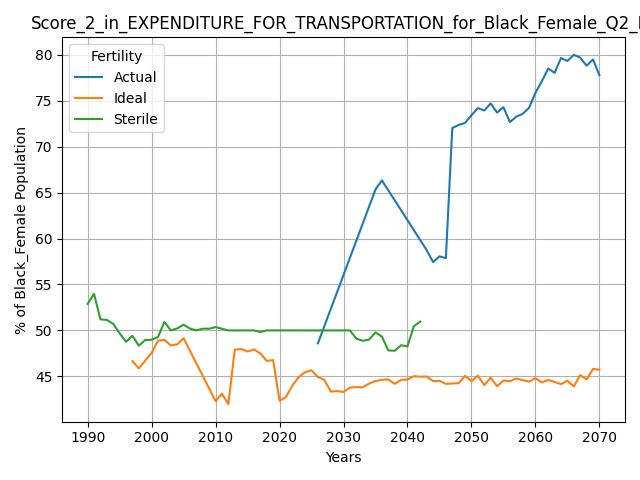 Score_2_in_EXPENDITURE_FOR_TRANSPORTATION_for_Black_Female_Q2_
Fertility
Actual
Ideal
Sterile
% of Black_Female Population
80
75
70
65
60
55
50
45
1990 2000 2010 2020 2030 2040 2050 2060 2070
Years